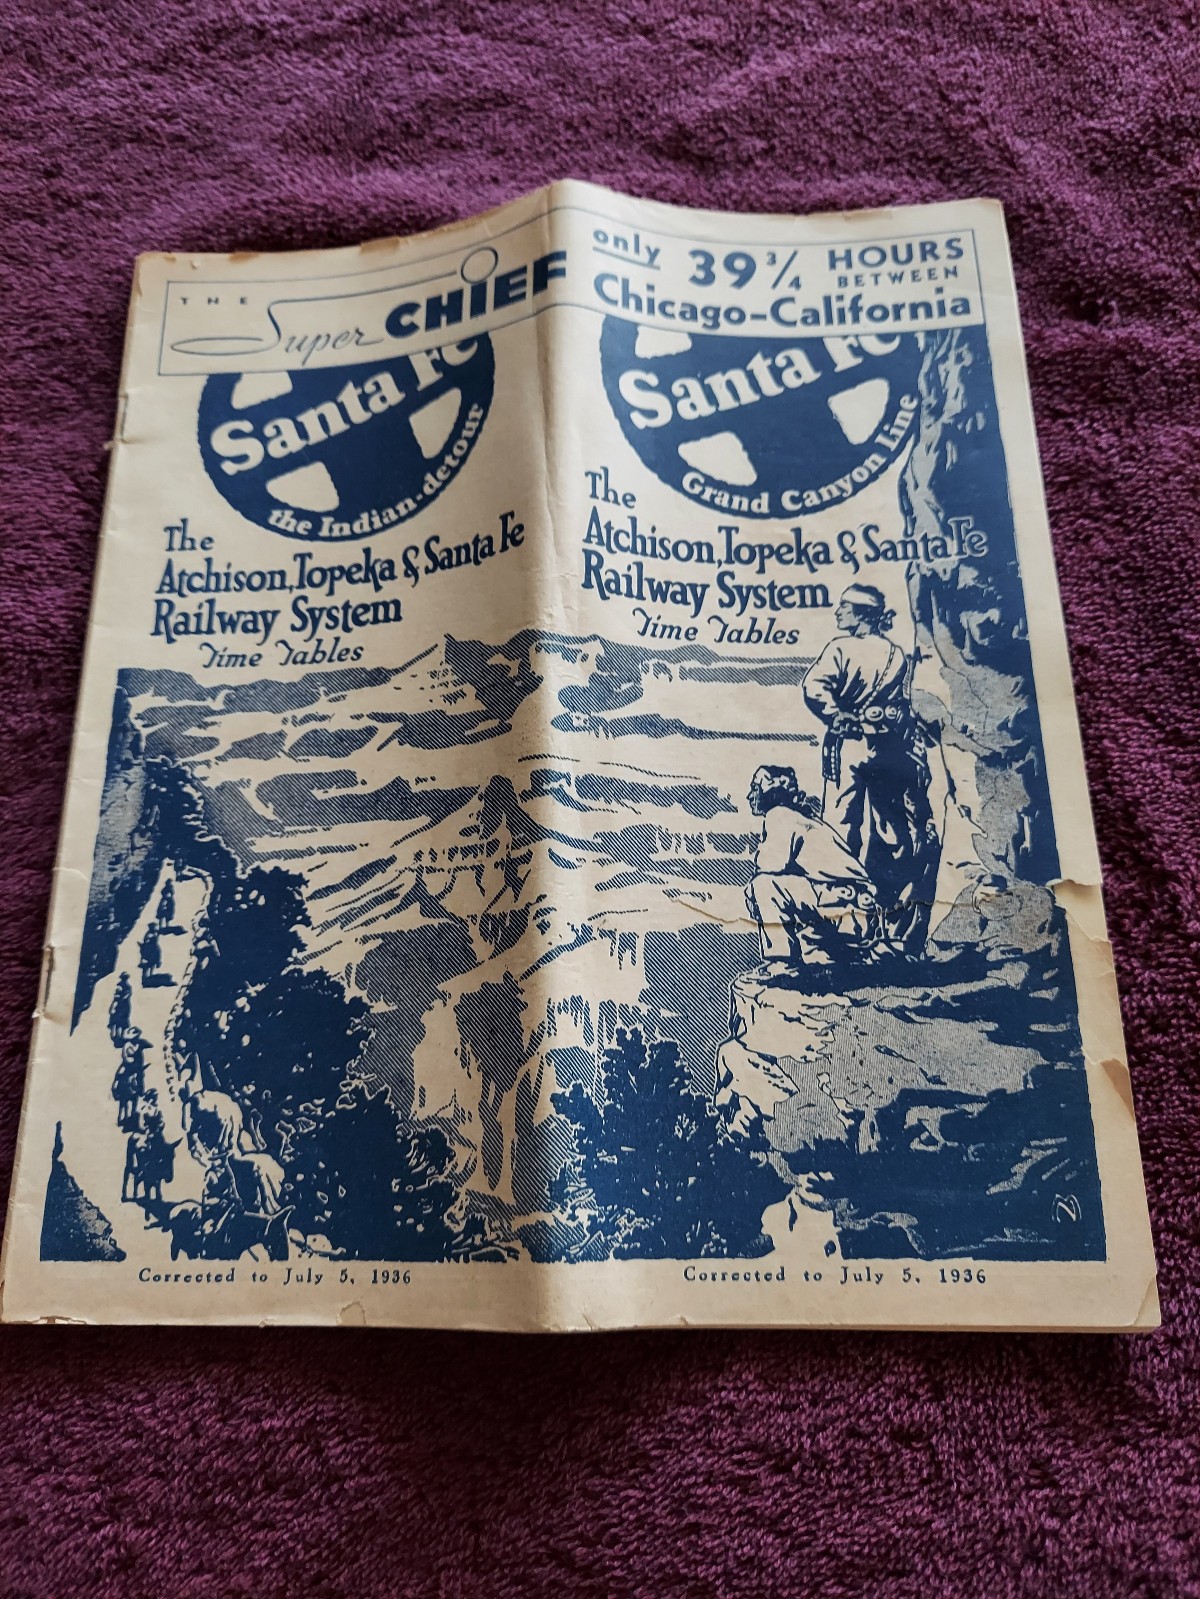 THE Super CHIEF
only 39 3/4 HOURS
BETWEEN
Chicago-California
Santa Fe
the Indian-detour
The
Atchison, Topeka & Santa Fe
Railway System
Time Tables
Corrected to July 5, 1936
Santa Fe
Grand Canyon Line
The
Atchison, Topeka & Santa Fe
Railway System
Time Tables
Corrected to July 5, 1936